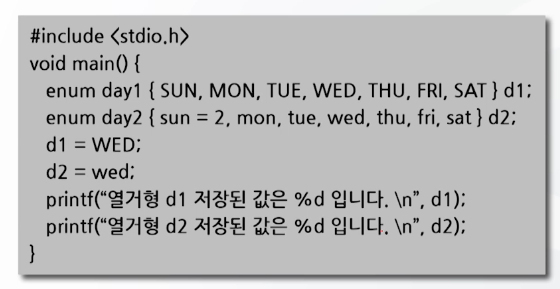 #include <stdio.h>
void main() {
enum day1 { SUN, MON, TUE, WED, THU, FRI, SAT } d1;
enum day2 { sun = 2, mon, tue, wed, thu, fri, sat } d2;
d1 = WED;
d2 = wed;
printf(“열거형 d1 저장된 값은 %d 입니다. \n”, d1);
printf(“열거형 d2 저장된 값은 %d 입니다. \n”, d2);
}